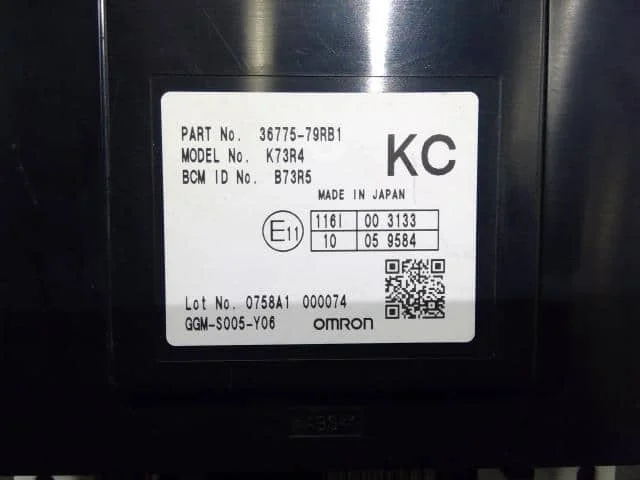 PART No. 36775-79RB1
MODEL No. K73R4
BCM ID No. B73R5
KC
MADE IN JAPAN
E11
116I 00 3133
10 05 9584
Lot No. 0758A1 000074
GGM-S005-Y06 OMRON